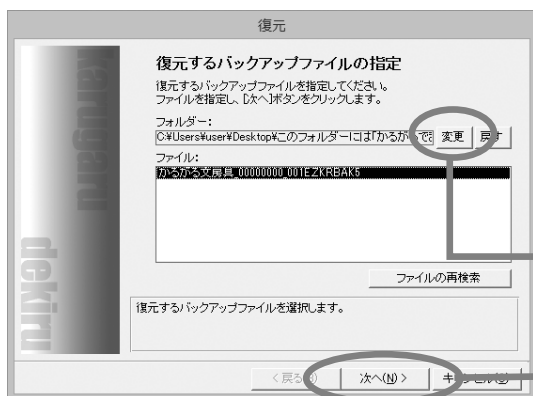 復元
karugaru
dekiru
復元するバックアップファイルの指定
復元するバックアップファイルを指定してください。
ファイルを指定し、[次へ]ボタンをクリックします。
フォルダー:
C:¥Users¥user¥Desktop¥このフォルダーには「かるがるで
変更
戻す
ファイル:
かるがる文房具_00000000_001EZKRBAK5
ファイルの再検索
復元するバックアップファイルを選択します。
次へ(N) >